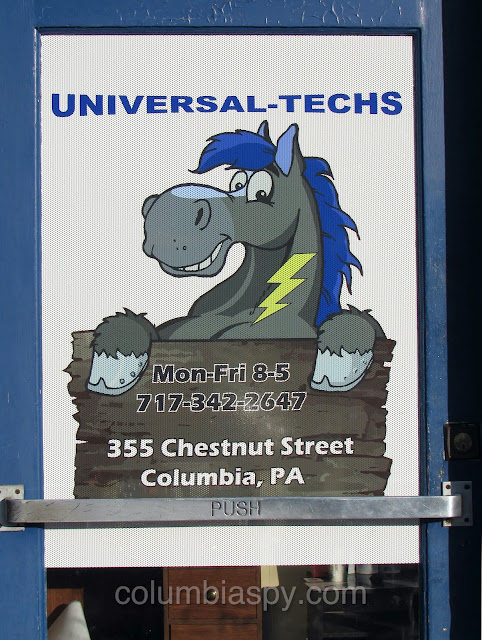 UNIVERSAL-TECHS
Mon-Fri 8-5
717-342-2647
355 Chestnut Street
Columbia, PA
PUSH
columbiaspy.com